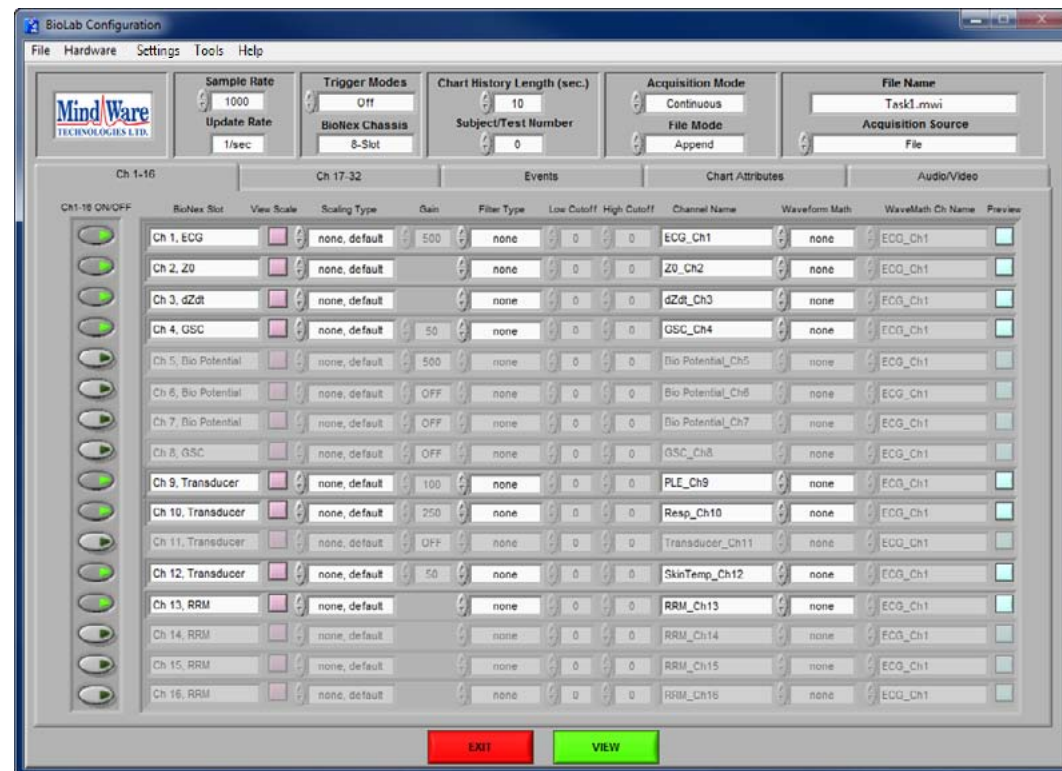 BioLab Configuration
File Hardware Settings Tools Help
MindWare
TECHNOLOGIES LTD.
Sample Rate
1000
Update Rate
1/sec
Trigger Modes
Off
BioNex Chassis
8-Slot
Chart History Length (sec.)
10
Subject/Test Number
0
Acquisition Mode
Continuous
File Mode
Append
File Name
Task1.mwi
Acquisition Source
File
Ch 1-16 Ch 17-32 Events Chart Attributes Audio/Video
Ch1-16 ON/OFF BioNex Slot View Scale Scaling Type Gain Filter Type Low Cutoff High Cutoff Channel Name Waveform Math WaveMath Ch Name Preview
Ch 1, ECG none, default 500 none 0 0 ECG_Ch1 none ECG_Ch1
Ch 2, Z0 none, default none 0 0 Z0_Ch2 none ECG_Ch1
Ch 3, dZdt none, default none 0 0 dZdt_Ch3 none ECG_Ch1
Ch 4, GSC none, default 50 none 0 0 GSC_Ch4 none ECG_Ch1
Ch 5, Bio Potential none, default 500 none 0 0 Bio Potential_Ch5 none ECG_Ch1
Ch 6, Bio Potential none, default OFF none 0 0 Bio Potential_Ch6 none ECG_Ch1
Ch 7, Bio Potential none, default OFF none 0 0 Bio Potential_Ch7 none ECG_Ch1
Ch 8, GSC none, default OFF none 0 0 GSC_Ch8 none ECG_Ch1
Ch 9, Transducer none, default 100 none 0 0 PLE_Ch9 none ECG_Ch1
Ch 10, Transducer none, default 250 none 0 0 Resp_Ch10 none ECG_Ch1
Ch 11, Transducer none, default OFF none 0 0 Transducer_Ch11 none ECG_Ch1
Ch 12, Transducer none, default 50 none 0 0 SkinTemp_Ch12 none ECG_Ch1
Ch 13, RRM none, default none 0 0 RRM_Ch13 none ECG_Ch1
Ch 14, RRM none, default none 0 0 RRM_Ch14 none ECG_Ch1
Ch 15, RRM none, default none 0 0 RRM_Ch15 none ECG_Ch1
Ch 16, RRM none, default none 0 0 RRM_Ch16 none ECG_Ch1
EXIT VIEW